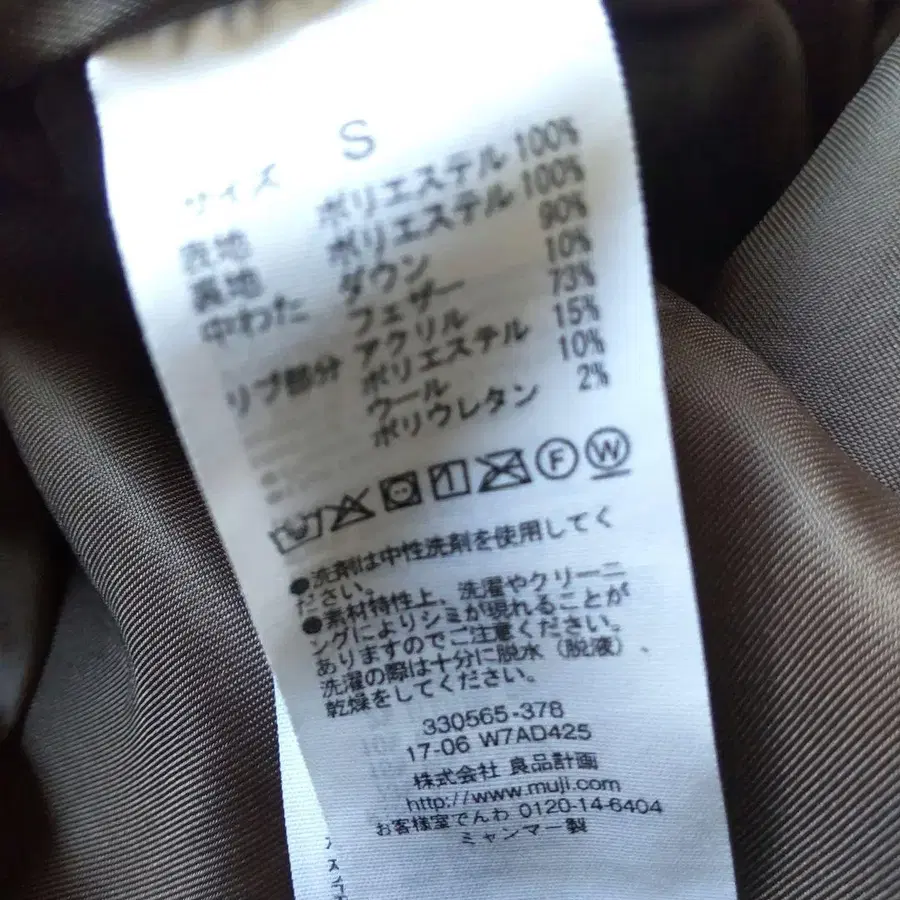 サイズ S
表地 ポリエステル 100%
裏地 ポリエステル 100%
中わた ダウン 90%
フェザー 10%
リブ部分 アクリル 73%
ポリエステル 15%
ウール 10%
ポリウレタン 2%
F W
●洗剤は中性洗剤を使用してく
ださい。
●素材特性上、洗濯やクリーニ
ングによりシミが現れることが
ありますのでご注意ください。
洗濯の際は十分に脱水（脱液）、
乾燥をしてください。
330565-378
17-06 W7AD425
株式会社 良品計画
http://www.muji.com
お客様室でんわ 0120-14-6404
ミャンマー製